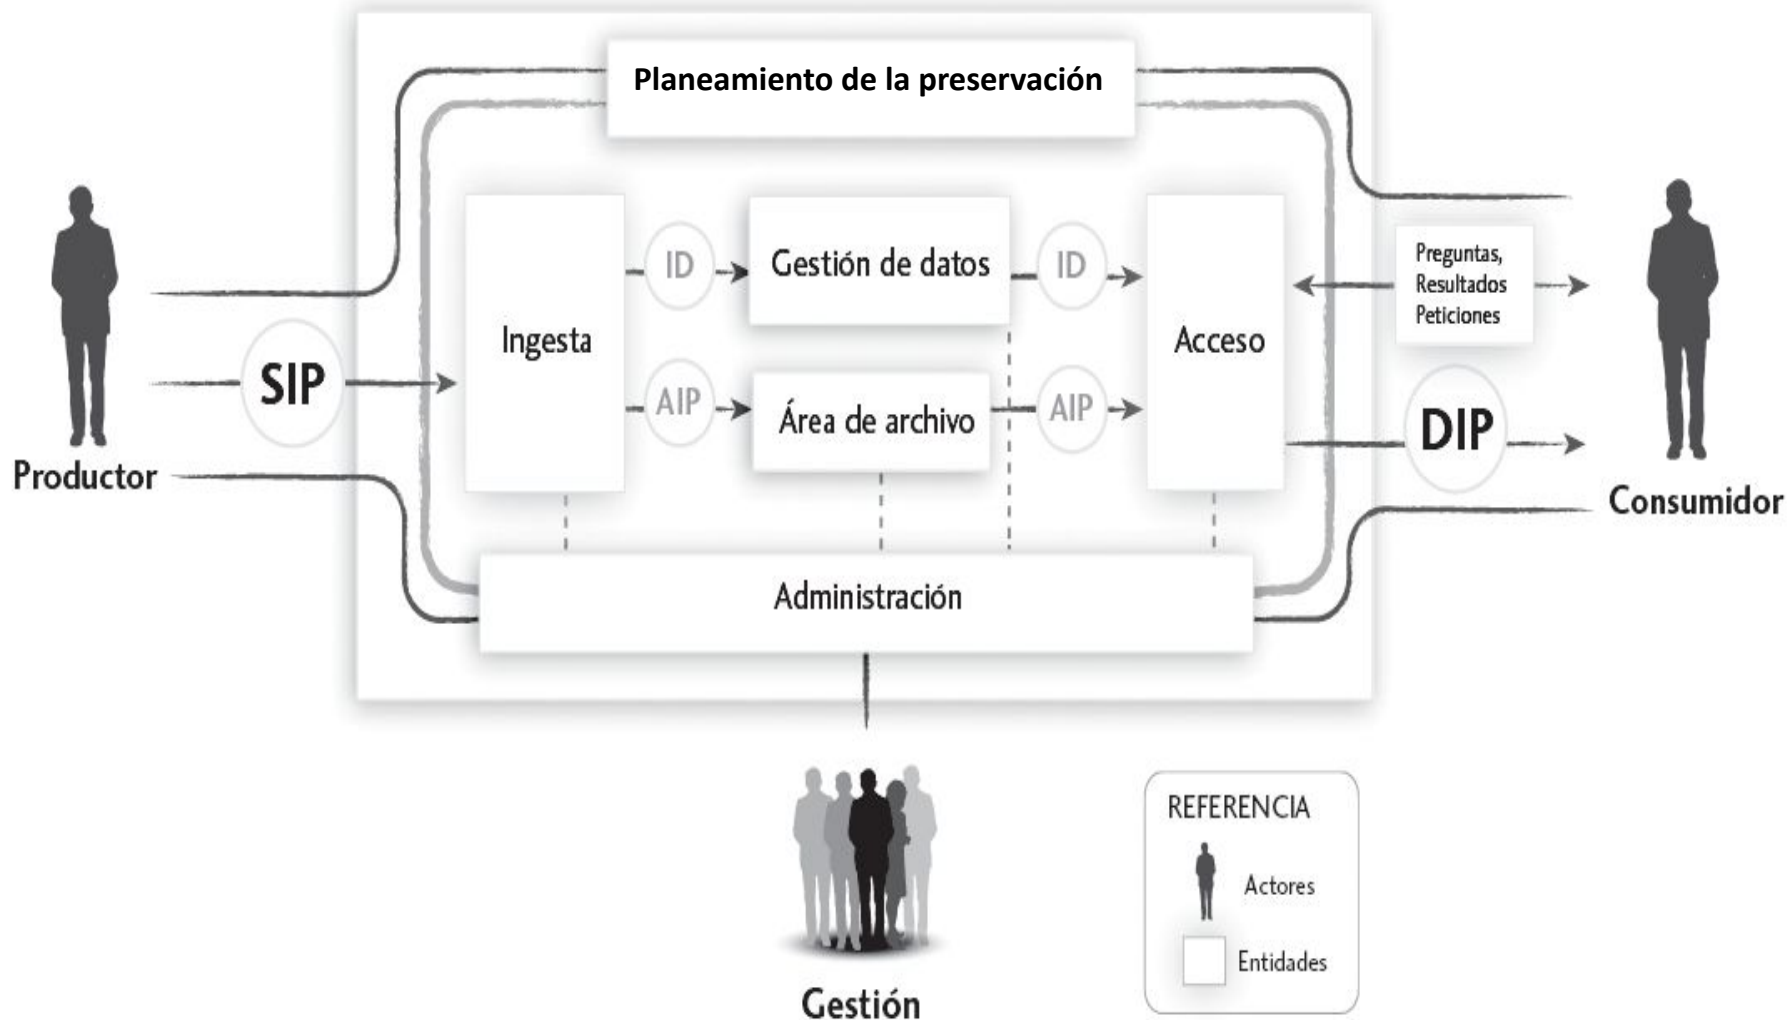 Planeamiento de la preservación
ID
Gestión de datos
ID
Preguntas,
Resultados
Peticiones
Ingesta
Acceso
SIP
AIP
Área de archivo
AIP
DIP
Productor
Consumidor
Administración
Gestión
REFERENCIA
Actores
Entidades